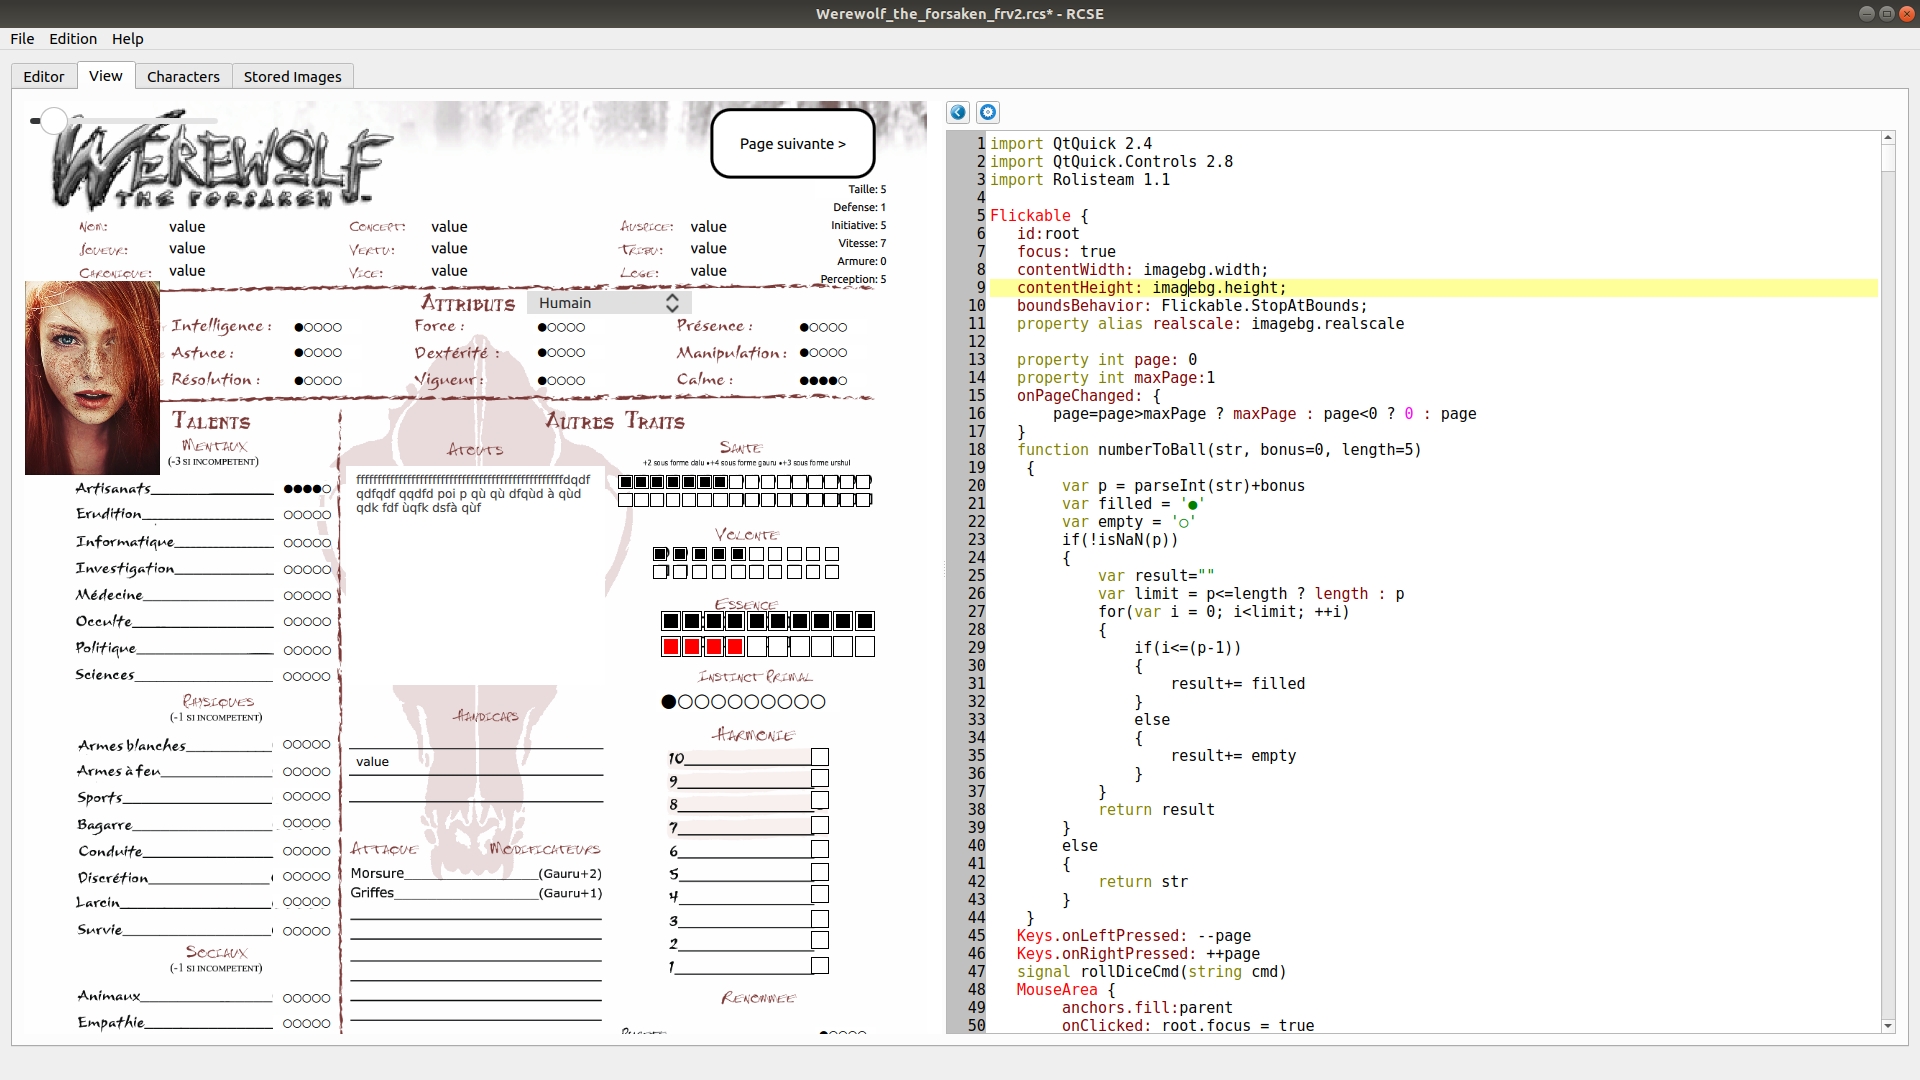 Werewolf_the_forsaken_frv2.rcs* - RCSE
File Edition Help
Editor View Characters Stored Images
WEREWOLF
THE FORSAKEN
Page suivante >
Taille: 5
Defense: 1
Initiative: 5
Vitesse: 7
Armure: 0
Perception: 5
Nom: value Concept: value Auspice: value
Joueur: value Vertu: value Tribu: value
Chronique: value Vice: value Loge: value
Attributs Humain
Intelligence : ●○○○○ Force : ●○○○○ Présence : ●○○○○
Astuce : ●○○○○ Dextérité : ●○○○○ Manipulation : ●○○○○
Résolution : ●○○○○ Vigueur : ●○○○○ Calme : ●●●●○
Talents
Mentaux
(-3 SI INCOMPETENT)
Artisanats ●●●●○
Erudition ○○○○○
Informatique ○○○○○
Investigation ○○○○○
Médecine ○○○○○
Occulte ○○○○○
Politique ○○○○○
Sciences ○○○○○
Physiques
(-1 SI INCOMPETENT)
Armes blanches ○○○○○
Armes à feu ○○○○○
Sports ○○○○○
Bagarre ○○○○○
Conduite ○○○○○
Discrétion ○○○○○
Larcin ○○○○○
Survie ○○○○○
Sociaux
(-1 SI INCOMPETENT)
Animaux ○○○○○
Empathie ○○○○○
Autres Traits
Atouts
qdfqdf qqdfd poi p qù qù dfqùd à qùd
qdk fdf ùqfk dsfà qùf
Handicaps
value
Attaque Modificateurs
Morsure (Gauru+2)
Griffes (Gauru+1)
Sante
+2 sous forme dalu •+4 sous forme gauru •+3 sous forme urshul
Volonte
Essence
Instinct Primal
●○○○○○○○○○
Harmonie
10
9
8
7
6
5
4
3
2
1
Renommee
1 import QtQuick 2.4
2 import QtQuick.Controls 2.8
3 import Rolisteam 1.1
4
5 Flickable {
6 id:root
7 focus: true
8 contentWidth: imagebg.width;
9 contentHeight: imagebg.height;
10 boundsBehavior: Flickable.StopAtBounds;
11 property alias realscale: imagebg.realscale
12
13 property int page: 0
14 property int maxPage:1
15 onPageChanged: {
16 page=page>maxPage ? maxPage : page<0 ? 0 : page
17 }
18 function numberToBall(str, bonus=0, length=5)
19 {
20 var p = parseInt(str)+bonus
21 var filled = '●'
22 var empty = '○'
23 if(!isNaN(p))
24 {
25 var result=""
26 var limit = p<=length ? length : p
27 for(var i = 0; i<limit; ++i)
28 {
29 if(i<=(p-1))
30 {
31 result+= filled
32 }
33 else
34 {
35 result+= empty
36 }
37 }
38 return result
39 }
40 else
41 {
42 return str
43 }
44 }
45 Keys.onLeftPressed: --page
46 Keys.onRightPressed: ++page
47 signal rollDiceCmd(string cmd)
48 MouseArea {
49 anchors.fill:parent
50 onClicked: root.focus = true